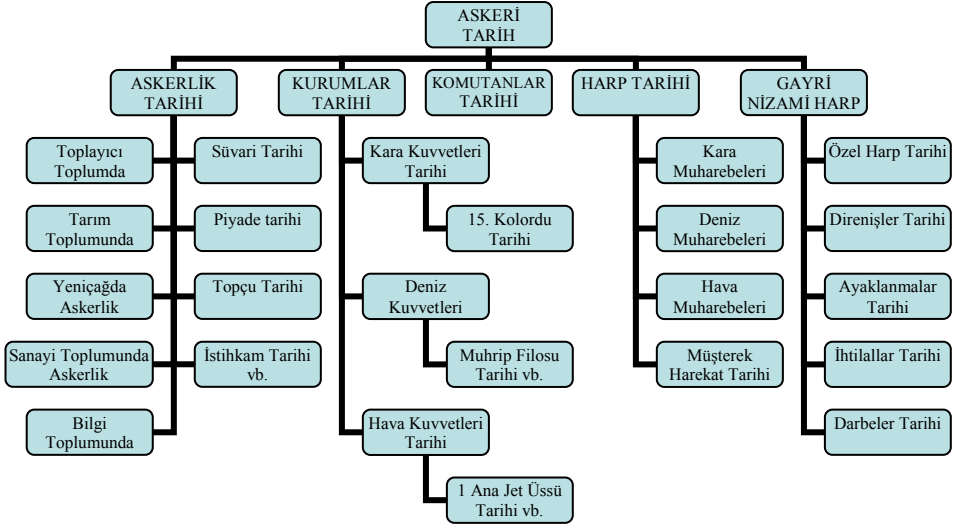 ASKERİ
TARİH
ASKERLİK
TARİHİ
KURUMLAR
TARİHİ
KOMUTANLAR
TARİHİ
HARP TARİHİ
GAYRİ
NİZAMİ HARP
Toplayıcı
Toplumda
Süvari Tarihi
Tarım
Toplumunda
Piyade tarihi
Yeniçağda
Askerlik
Topçu Tarihi
Sanayi Toplumunda
Askerlik
İstihkam Tarihi
vb.
Bilgi
Toplumunda
Kara Kuvvetleri
Tarihi
15. Kolordu
Tarihi
Deniz
Kuvvetleri
Muhrip Filosu
Tarihi vb.
Hava Kuvvetleri
Tarihi
1 Ana Jet Üssü
Tarihi vb.
Kara
Muharebeleri
Deniz
Muharebeleri
Hava
Muharebeleri
Müşterek
Harekat Tarihi
Özel Harp Tarihi
Direnişler Tarihi
Ayaklanmalar
Tarihi
İhtilallar Tarihi
Darbeler Tarihi